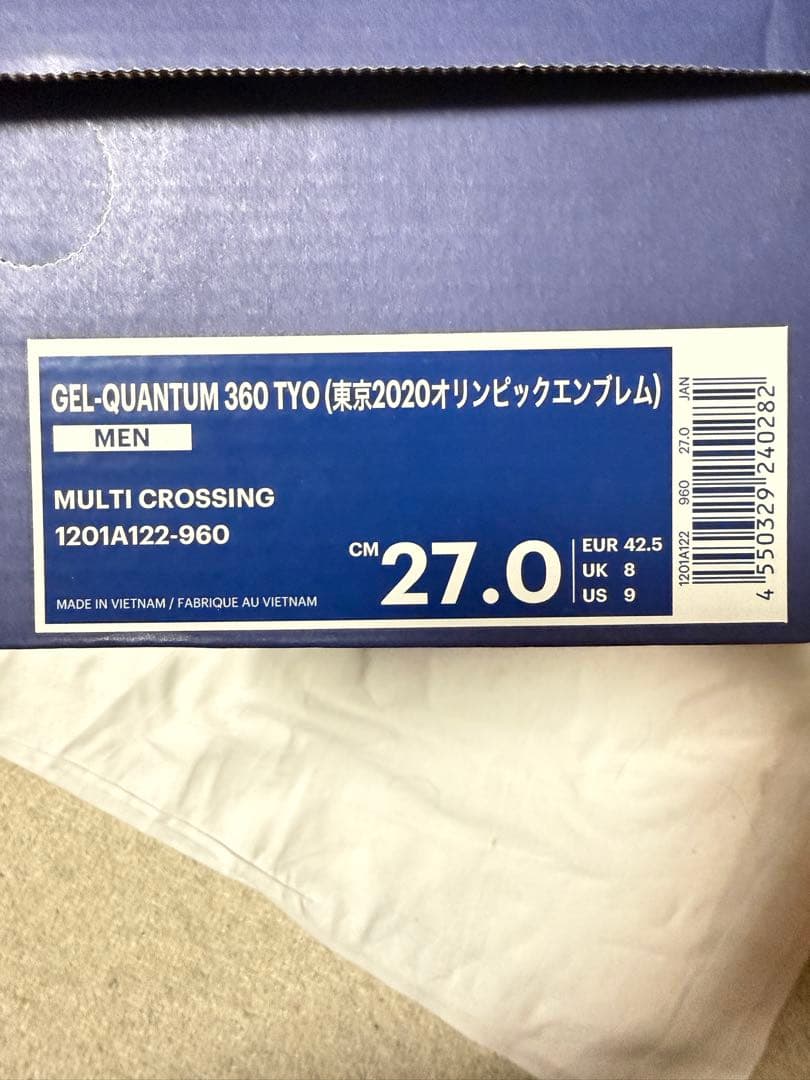 GEL-QUANTUM 360 TYO (東京2020オリンピックエンブレム)
MEN
MULTI CROSSING
1201A122-960
CM 27.0
EUR 42.5
UK 8
US 9
MADE IN VIETNAM / FABRIQUE AU VIETNAM
1201A122 960 27.0 JAN
4 550329 240282